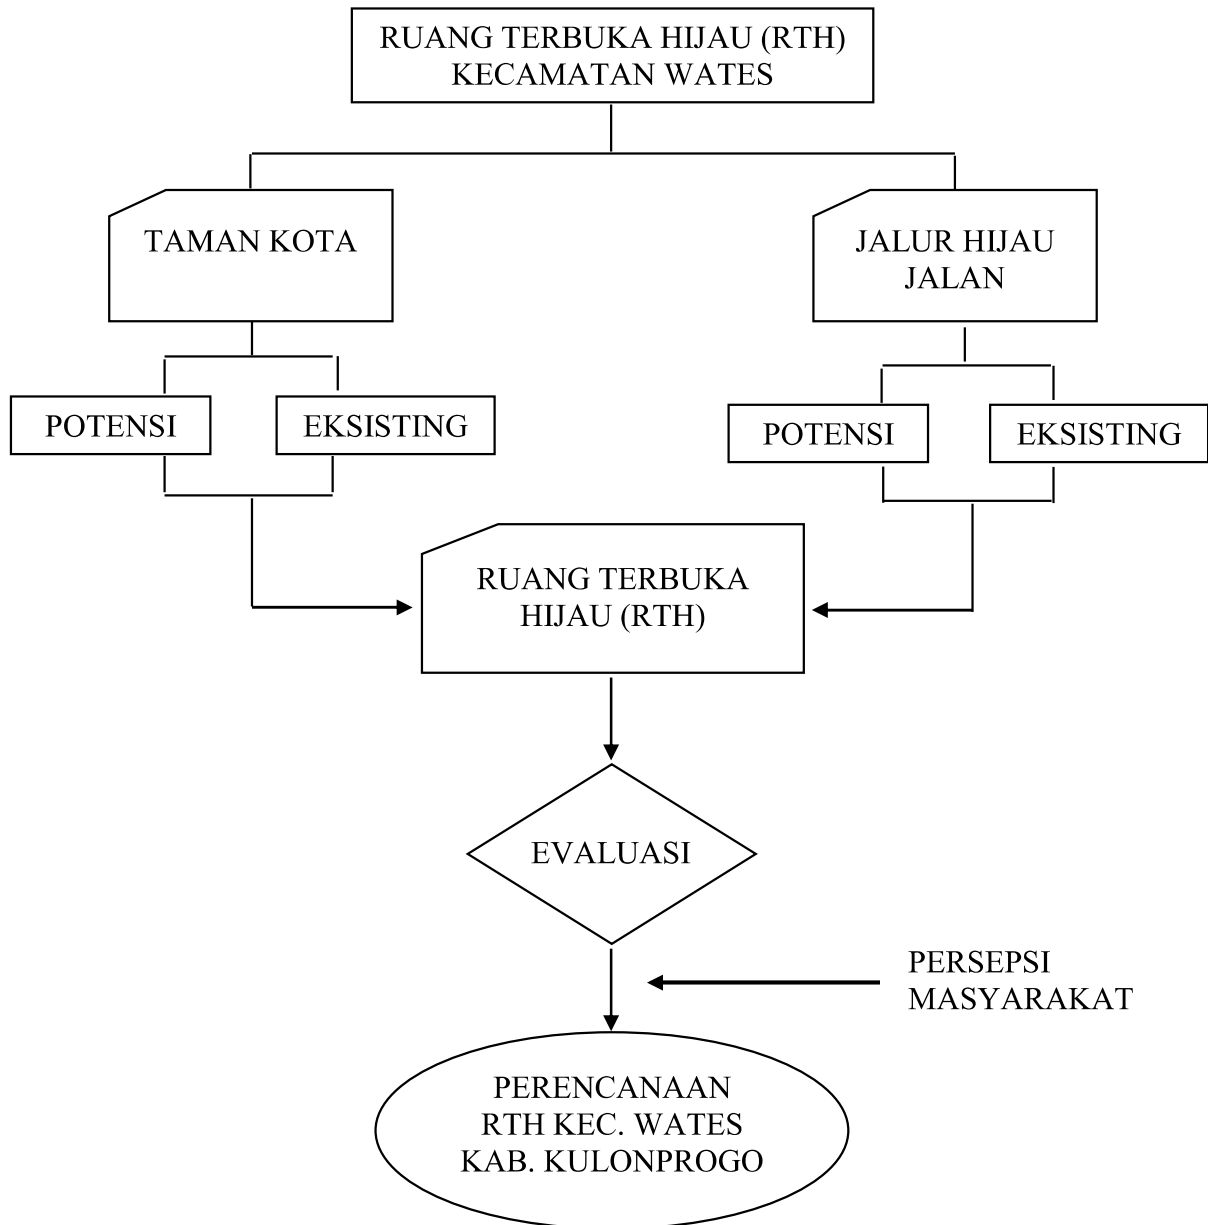 RUANG TERBUKA HIJAU (RTH)
KECAMATAN WATES
TAMAN KOTA
JALUR HIJAU
JALAN
POTENSI
EKSISTING
POTENSI
EKSISTING
RUANG TERBUKA
HIJAU (RTH)
EVALUASI
PERSEPSI
MASYARAKAT
PERENCANAAN
RTH KEC. WATES
KAB. KULONPROGO